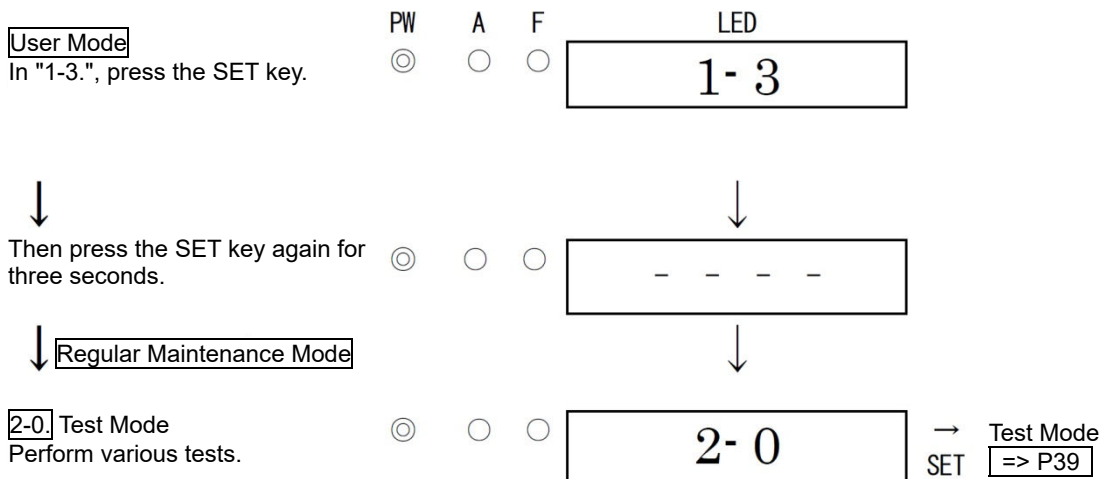 PW A F LED
User Mode
In "1-3.", press the SET key.
◎ ○ ○ 1- 3
↓ ↓
Then press the SET key again for
three seconds.
◎ ○ ○ - - - -
↓ Regular Maintenance Mode ↓
2-0. Test Mode
Perform various tests.
◎ ○ ○ 2- 0 → Test Mode
SET => P39